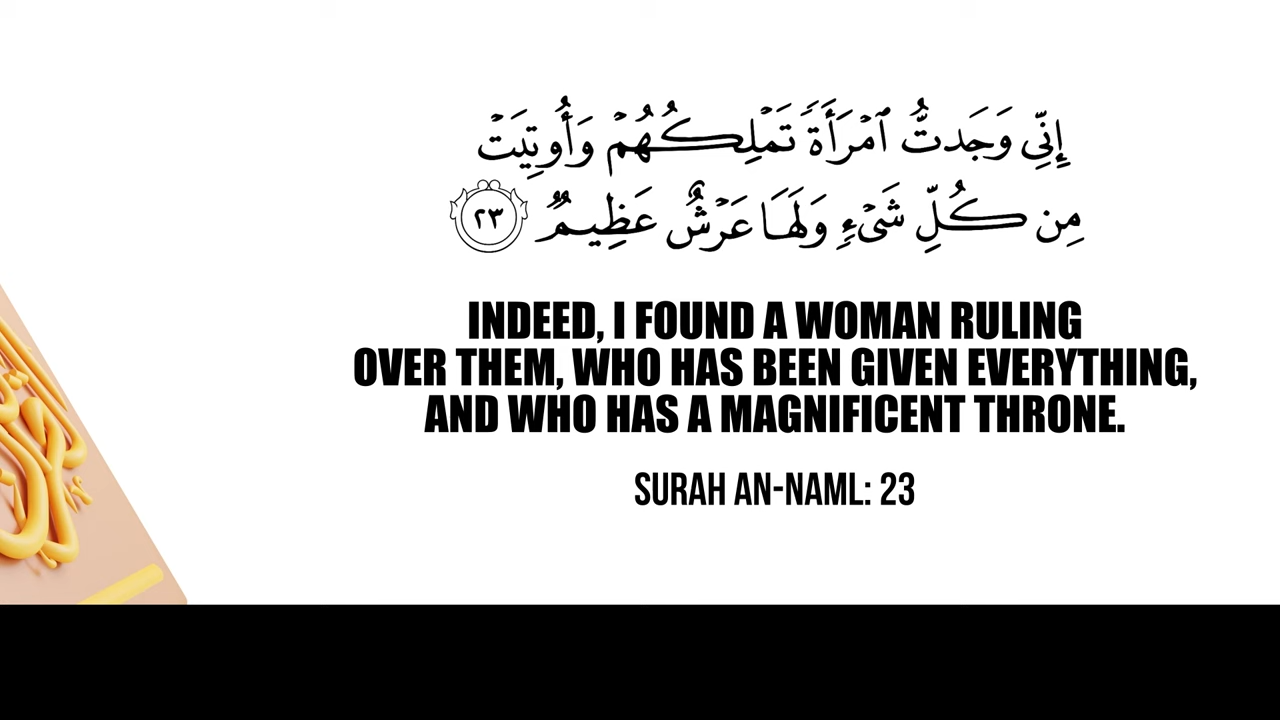 إِنِّي وَجَدتُّ ٱمْرَأَةً تَمْلِكُهُمْ وَأُوتِيَتْ
مِن كُلِّ شَيْءٍ وَلَهَا عَرْشٌ عَظِيمٌ ٢٣
INDEED, I FOUND A WOMAN RULING
OVER THEM, WHO HAS BEEN GIVEN EVERYTHING,
AND WHO HAS A MAGNIFICENT THRONE.
SURAH AN-NAML: 23